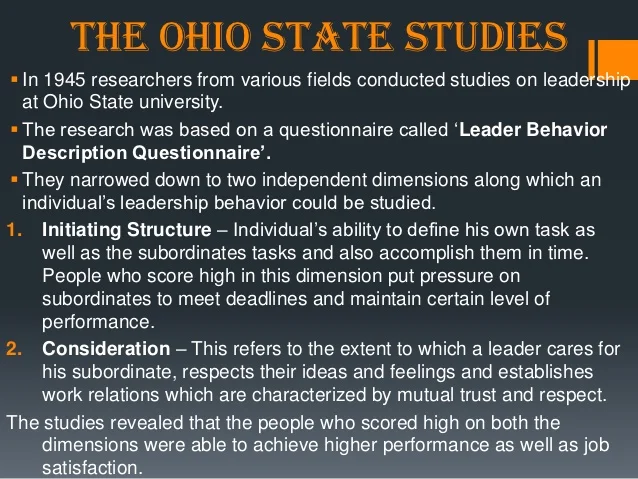 THE OHIO STATE STUDIES
▪ In 1945 researchers from various fields conducted studies on leadership
at Ohio State university.
▪ The research was based on a questionnaire called ‘Leader Behavior
Description Questionnaire’.
▪ They narrowed down to two independent dimensions along which an
individual’s leadership behavior could be studied.
1. Initiating Structure – Individual’s ability to define his own task as
well as the subordinates tasks and also accomplish them in time.
People who score high in this dimension put pressure on
subordinates to meet deadlines and maintain certain level of
performance.
2. Consideration – This refers to the extent to which a leader cares for
his subordinate, respects their ideas and feelings and establishes
work relations which are characterized by mutual trust and respect.
The studies revealed that the people who scored high on both the
dimensions were able to achieve higher performance as well as job
satisfaction.